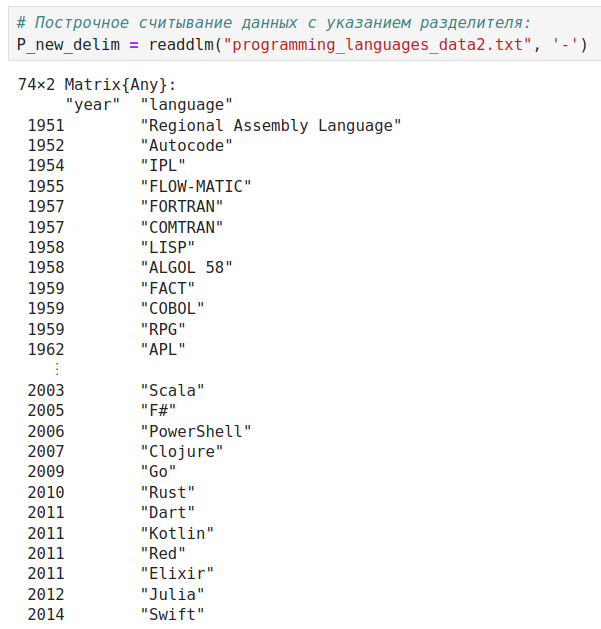 # Построчное считывание данных с указанием разделителя:
P_new_delim = readdlm("programming_languages_data2.txt", '-')
74×2 Matrix{Any}:
"year" "language"
1951 "Regional Assembly Language"
1952 "Autocode"
1954 "IPL"
1955 "FLOW-MATIC"
1957 "FORTRAN"
1957 "COMTRAN"
1958 "LISP"
1958 "ALGOL 58"
1959 "FACT"
1959 "COBOL"
1959 "RPG"
1962 "APL"
⋮
2003 "Scala"
2005 "F#"
2006 "PowerShell"
2007 "Clojure"
2009 "Go"
2010 "Rust"
2011 "Dart"
2011 "Kotlin"
2011 "Red"
2011 "Elixir"
2012 "Julia"
2014 "Swift"